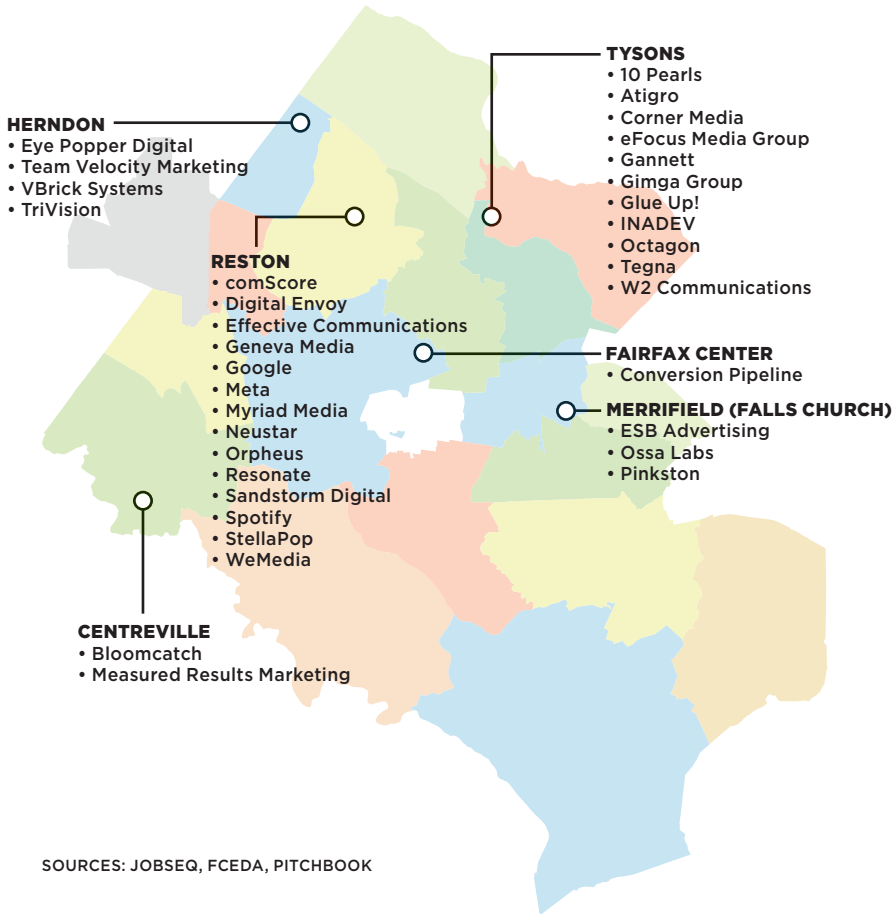 HERNDON
• Eye Popper Digital
• Team Velocity Marketing
• VBrick Systems
• TriVision
TYSONS
• 10 Pearls
• Atigro
• Corner Media
• eFocus Media Group
• Gannett
• Gimga Group
• Glue Up!
• INADEV
• Octagon
• Tegna
• W2 Communications
RESTON
• comScore
• Digital Envoy
• Effective Communications
• Geneva Media
• Google
• Meta
• Myriad Media
• Neustar
• Orpheus
• Resonate
• Sandstorm Digital
• Spotify
• StellaPop
• WeMedia
FAIRFAX CENTER
• Conversion Pipeline
MERRIFIELD (FALLS CHURCH)
• ESB Advertising
• Ossa Labs
• Pinkston
CENTREVILLE
• Bloomcatch
• Measured Results Marketing
SOURCES: JOBSEQ, FCEDA, PITCHBOOK